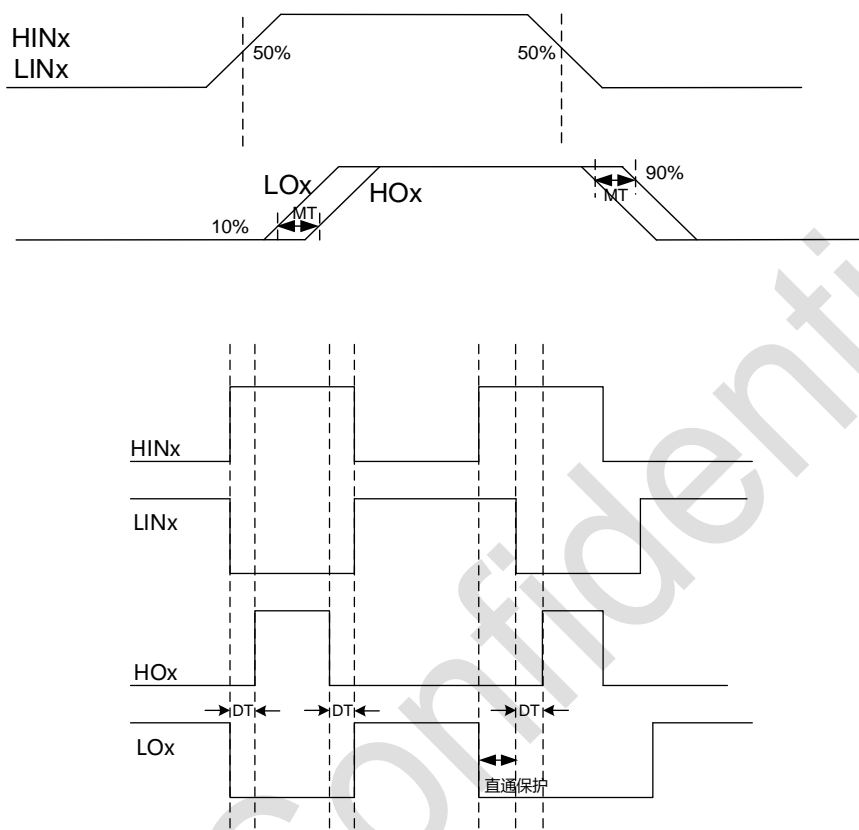 HINx
LINx
50%
50%
LOx
HOx
MT
MT
90%
10%
HINx
LINx
HOx
DT
DT
DT
LOx
直通保护
Confidenti